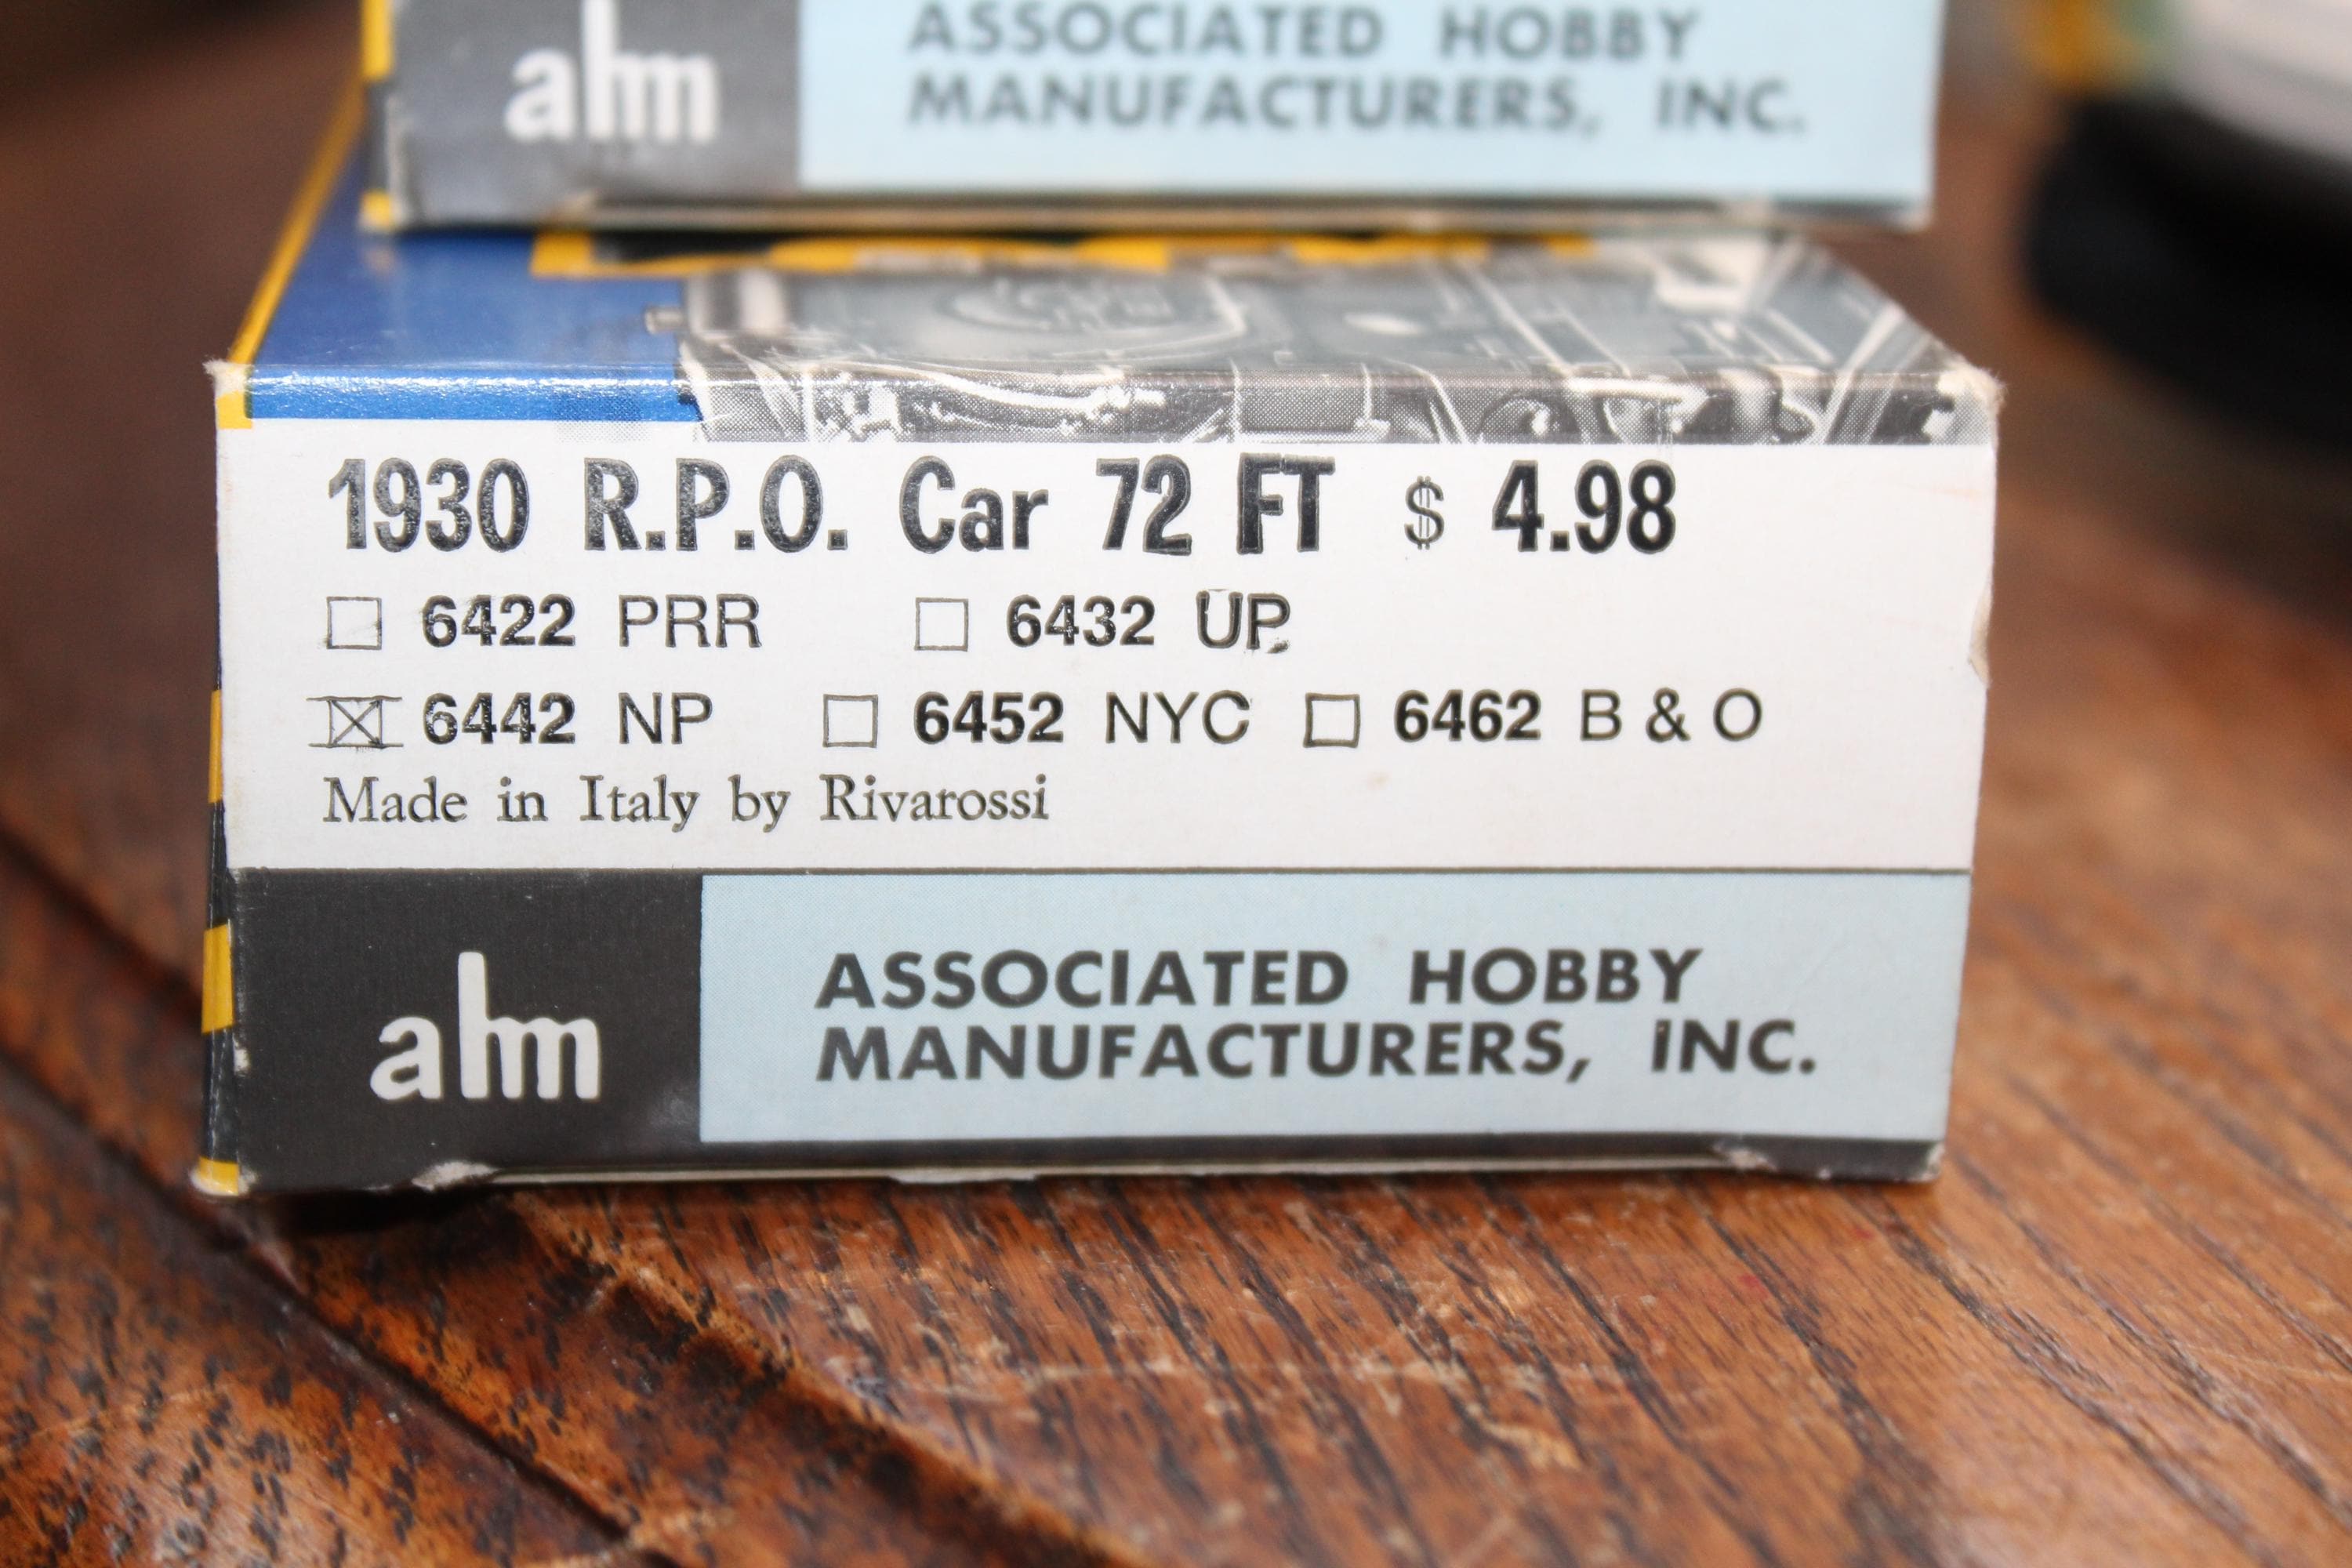 ahm
ASSOCIATED HOBBY
MANUFACTURERS, INC.
1930 R.P.O. Car 72 FT $ 4.98
☐ 6422 PRR ☐ 6432 UP
☒ 6442 NP ☐ 6452 NYC ☐ 6462 B & O
Made in Italy by Rivarossi
ahm
ASSOCIATED HOBBY
MANUFACTURERS, INC.